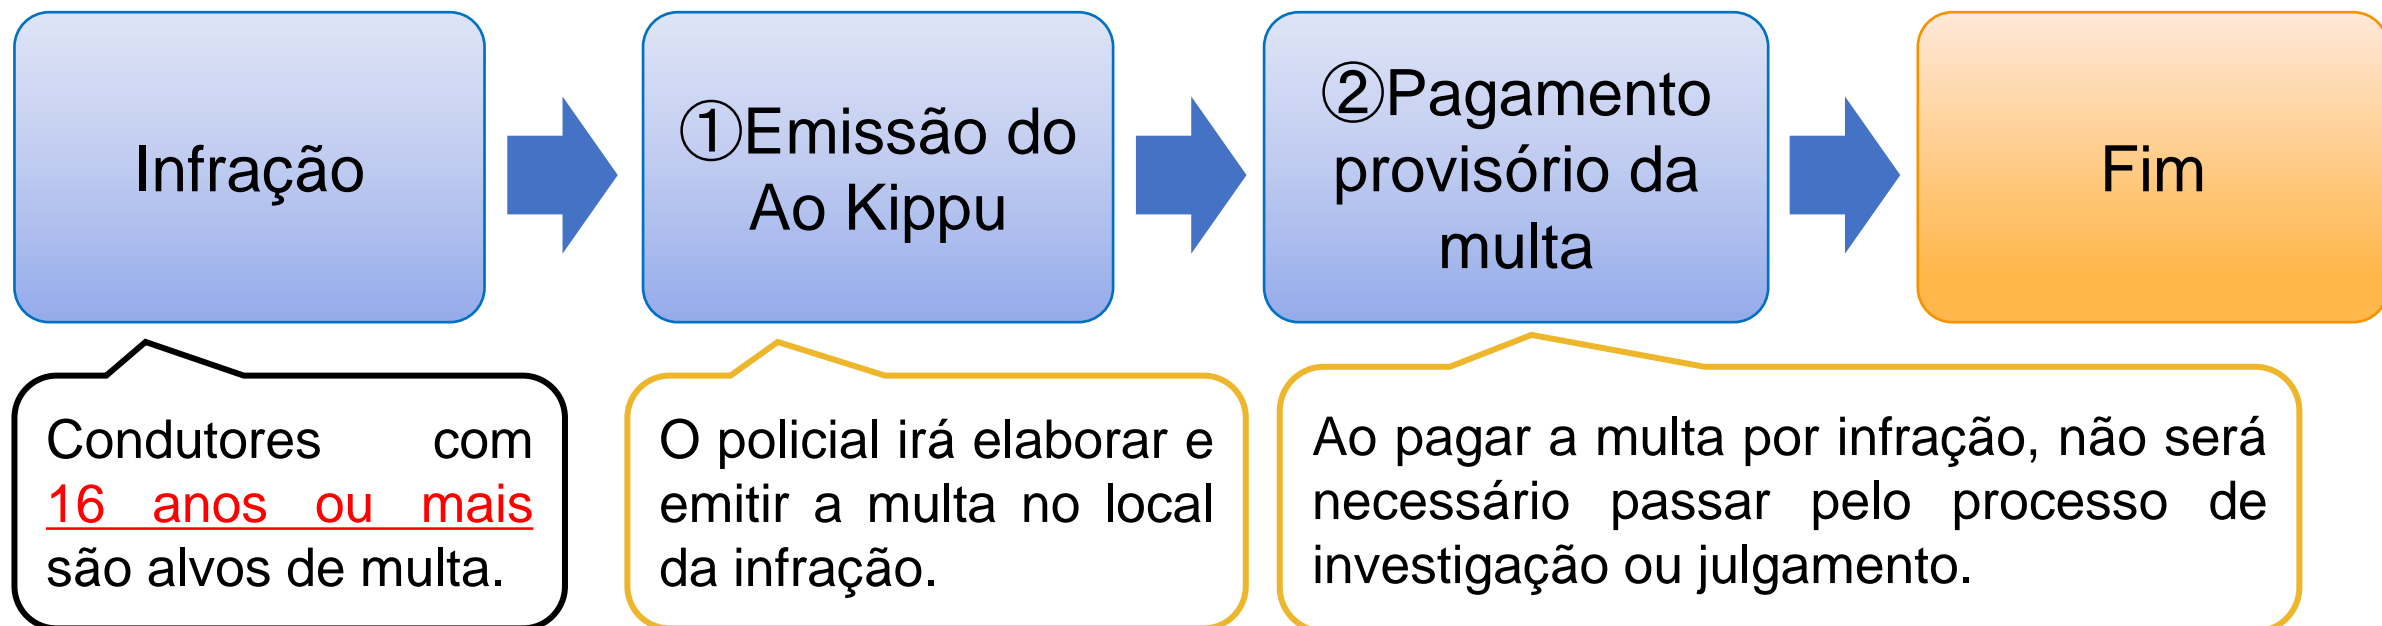 Infração
①Emissão do
Ao Kippu
②Pagamento
provisório da
multa
Fim
Condutores com
16 anos ou mais
são alvos de multa.
O policial irá elaborar e
emitir a multa no local
da infração.
Ao pagar a multa por infração, não será
necessário passar pelo processo de
investigação ou julgamento.